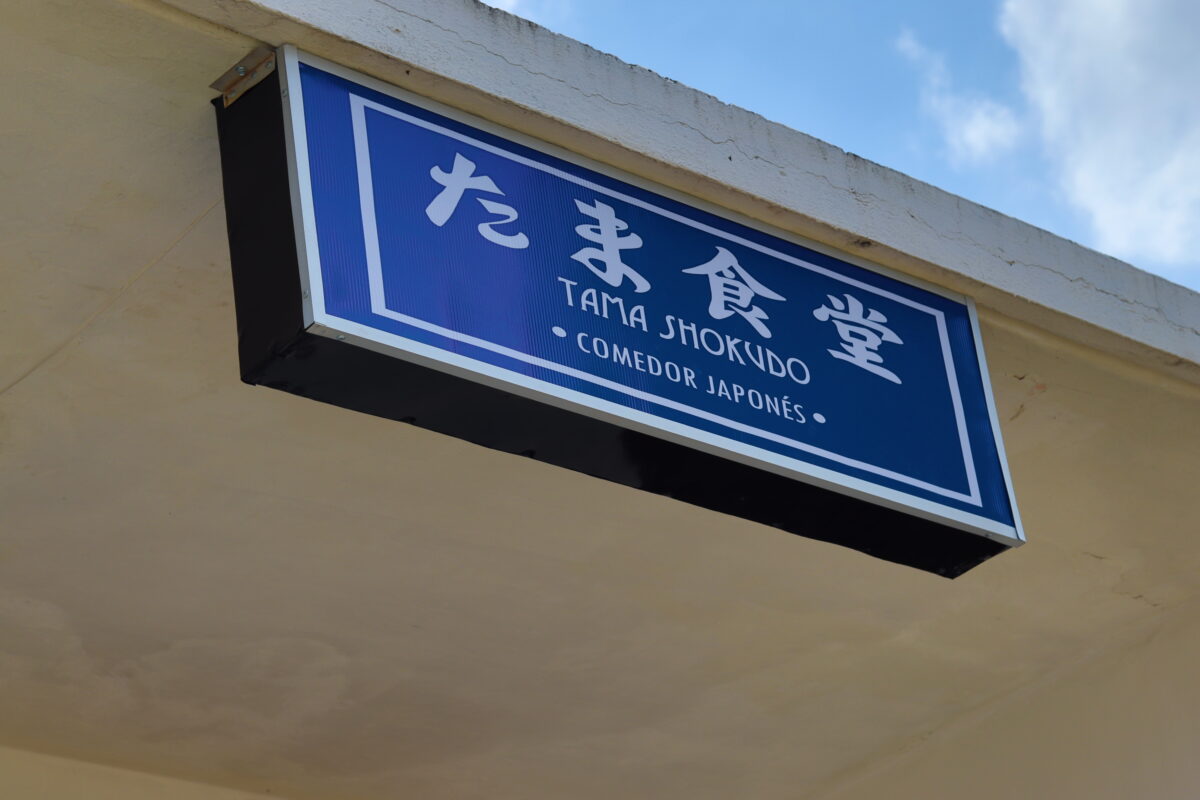 たま食堂
TAMA SHOKUDO
• COMEDOR JAPONÉS •